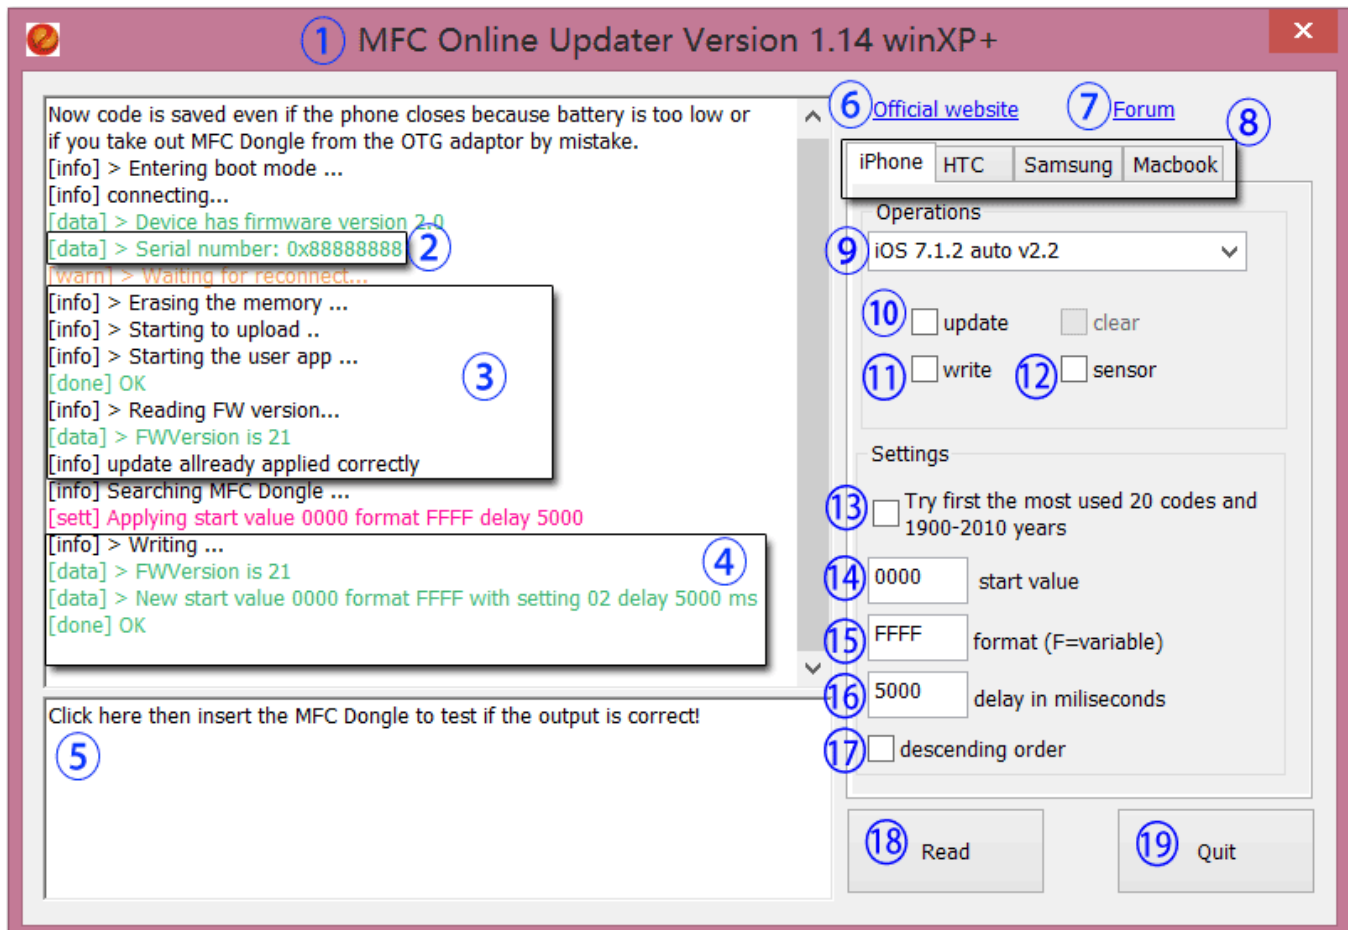 ① MFC Online Updater Version 1.14 winXP+
x
Now code is saved even if the phone closes because battery is too low or
if you take out MFC Dongle from the OTG adaptor by mistake.
[info] > Entering boot mode ...
[info] connecting...
[data] > Device has firmware version 2.0
[data] > Serial number: 0x88888888 ②
[warn] > Waiting for reconnect...
[info] > Erasing the memory ...
[info] > Starting to upload ..
[info] > Starting the user app ...
③
[done] OK
[info] > Reading FW version...
[data] > FWVersion is 21
[info] update allready applied correctly
[info] Searching MFC Dongle ...
[sett] Applying start value 0000 format FFFF delay 5000
[info] > Writing ...
④
[data] > FWVersion is 21
[data] > New start value 0000 format FFFF with setting 02 delay 5000 ms
[done] OK
Click here then insert the MFC Dongle to test if the output is correct!
⑤
⑥ Official website ⑦ Forum
⑧
iPhone HTC Samsung Macbook
Operations
⑨ iOS 7.1.2 auto v2.2
⑩ update clear
⑪ write ⑫ sensor
Settings
⑬ Try first the most used 20 codes and
1900-2010 years
⑭ 0000 start value
⑮ FFFF format (F=variable)
⑯ 5000 delay in miliseconds
⑰ descending order
⑱ Read ⑲ Quit